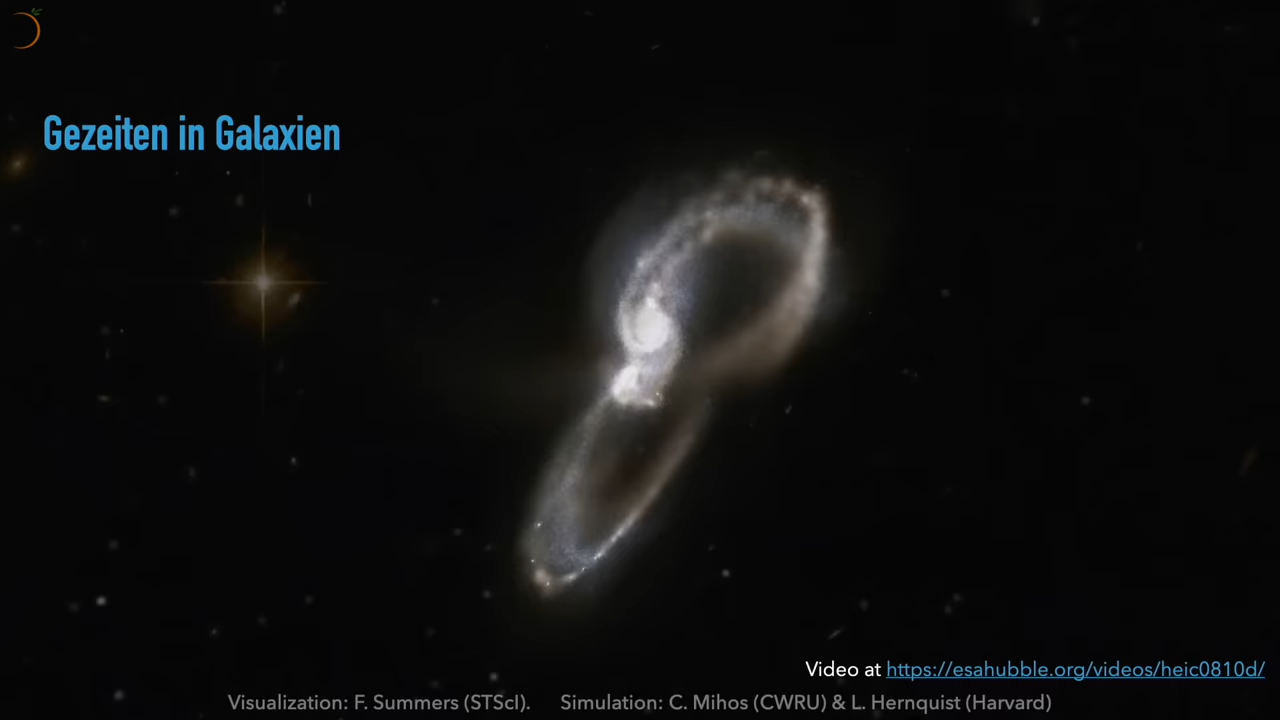 Gezeiten in Galaxien
Video at https://esahubble.org/videos/heic0810d/
Visualization: F. Summers (STScI). Simulation: C. Mihos (CWRU) & L. Hernquist (Harvard)